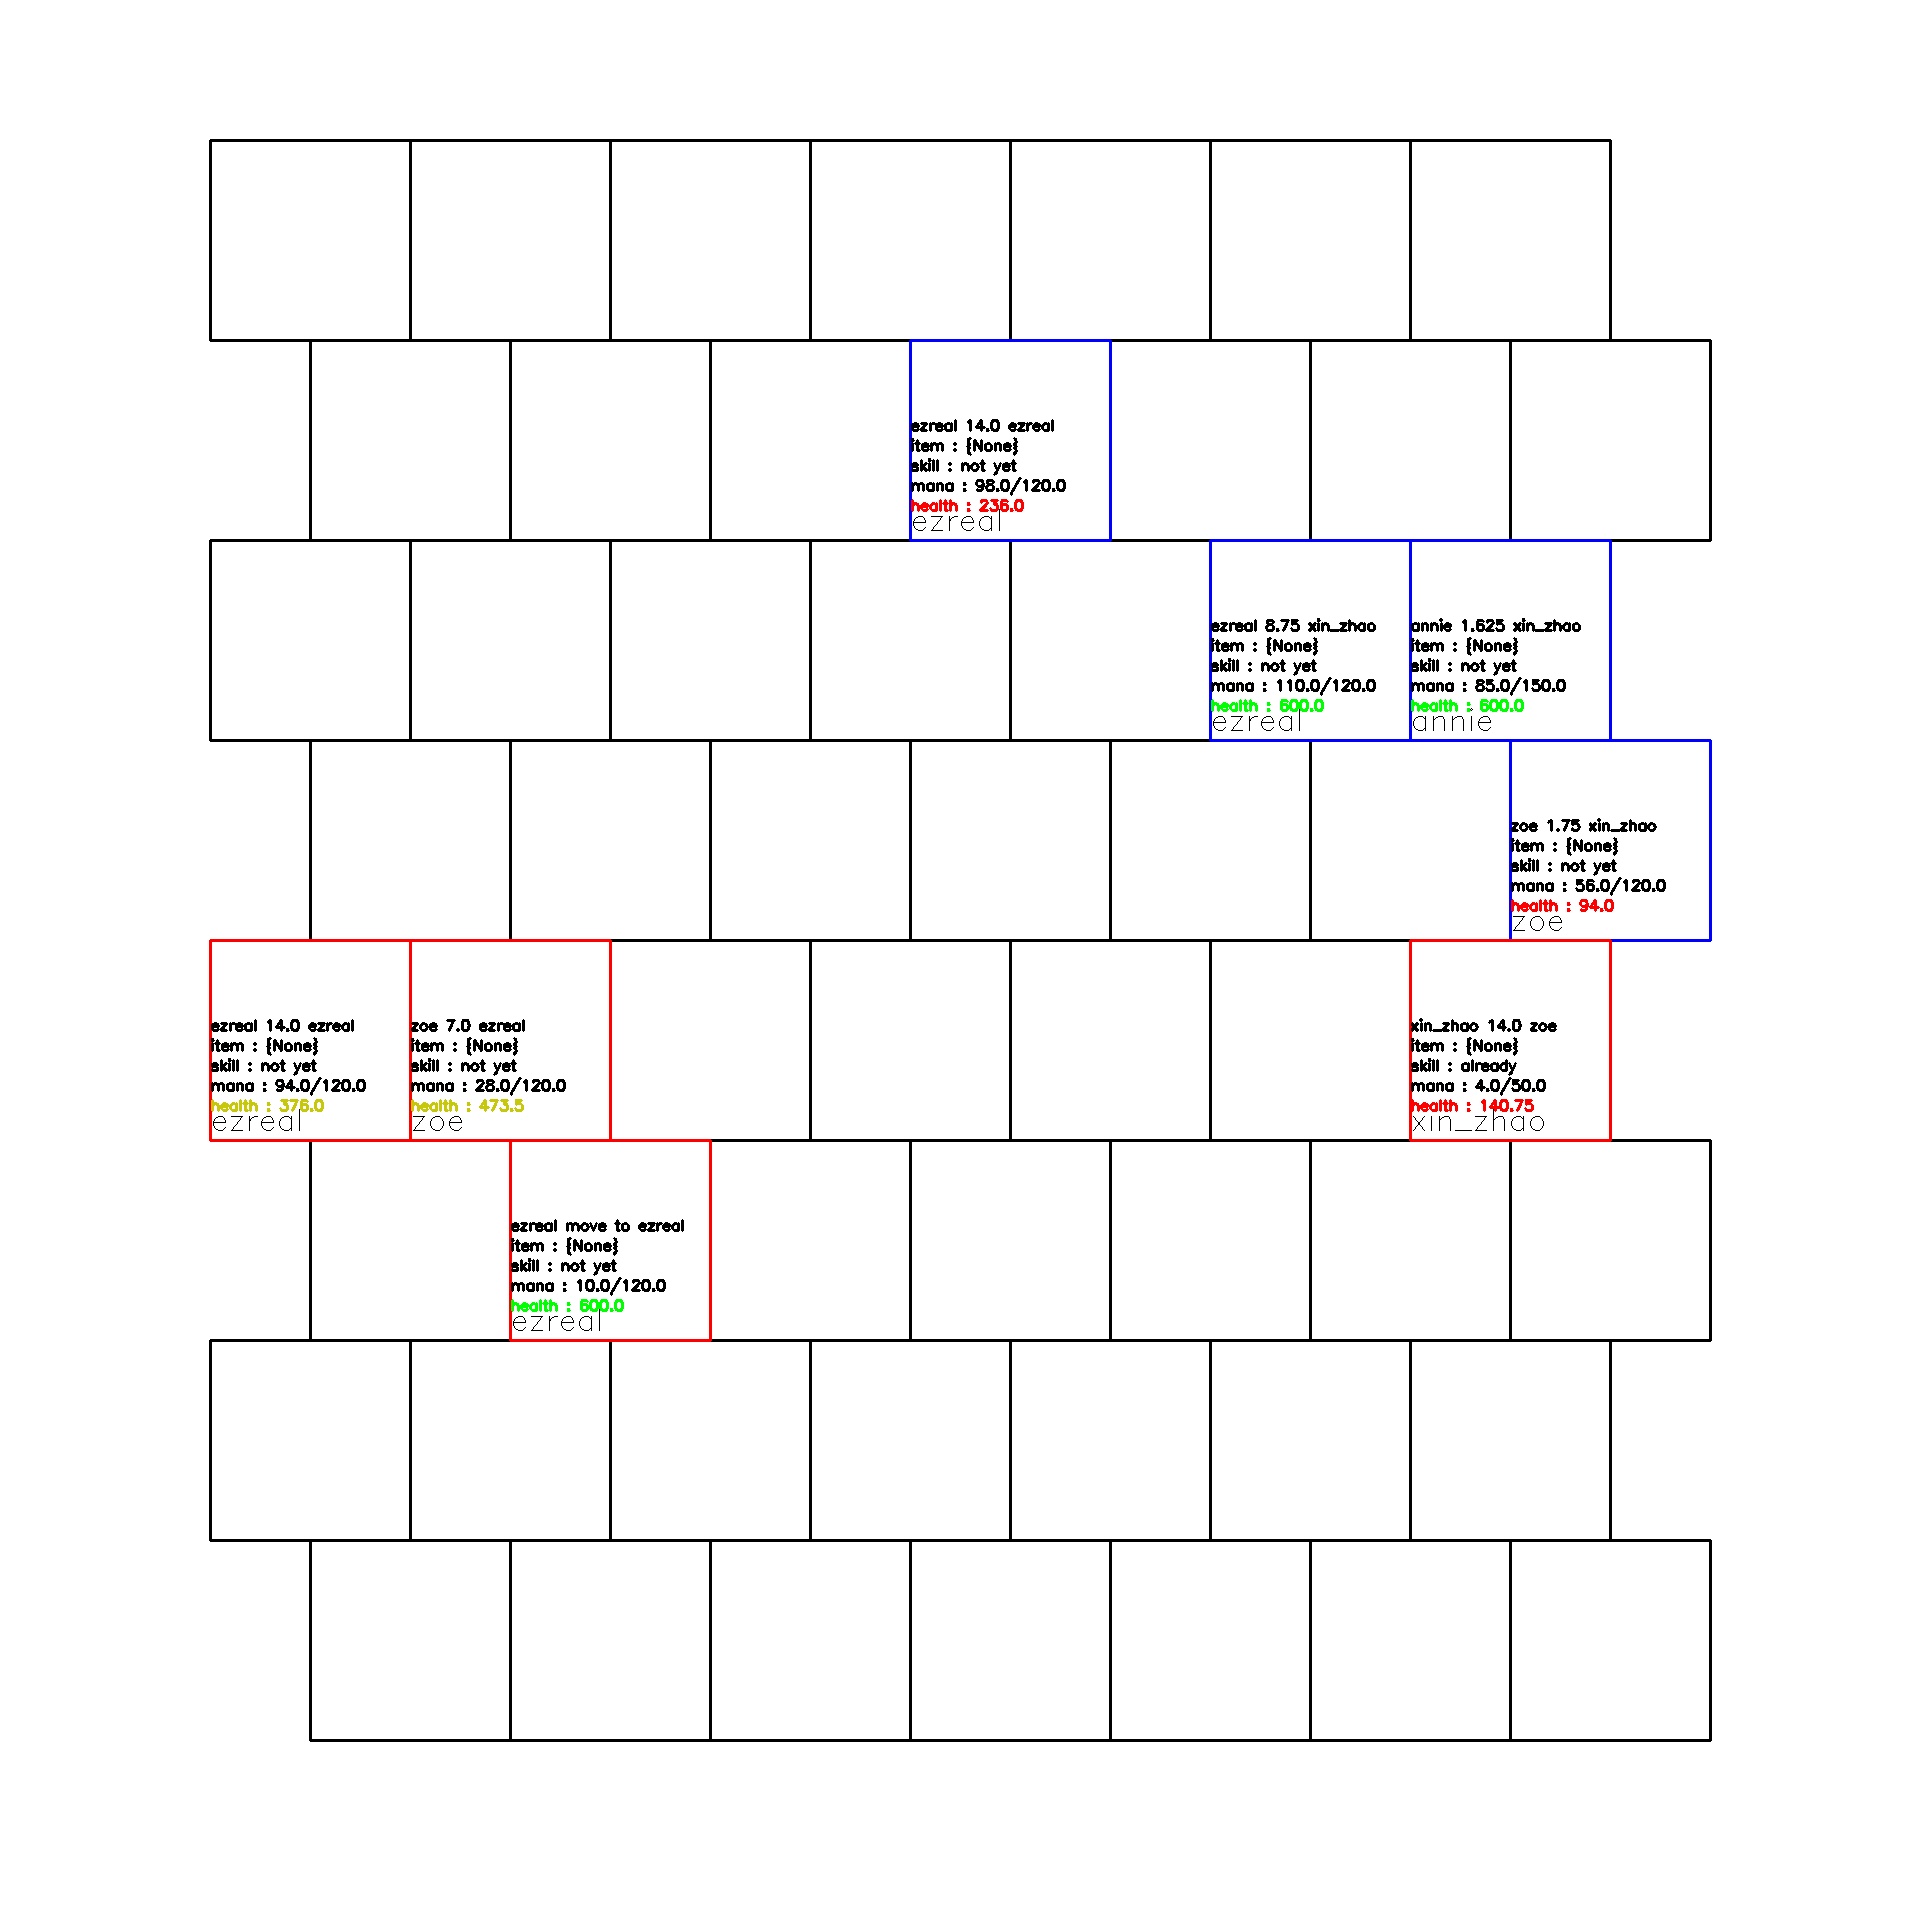 ezreal 14.0 ezreal
item : {None}
skill : not yet
mana : 98.0/120.0
health : 236.0
ezreal
ezreal 8.75 xin_zhao
item : {None}
skill : not yet
mana : 110.0/120.0
health : 600.0
ezreal
annie 1.625 xin_zhao
item : {None}
skill : not yet
mana : 85.0/150.0
health : 600.0
annie
zoe 1.75 xin_zhao
item : {None}
skill : not yet
mana : 56.0/120.0
health : 94.0
zoe
ezreal 14.0 ezreal
item : {None}
skill : not yet
mana : 94.0/120.0
health : 376.0
ezreal
zoe 7.0 ezreal
item : {None}
skill : not yet
mana : 28.0/120.0
health : 473.5
zoe
xin_zhao 14.0 zoe
item : {None}
skill : already
mana : 4.0/50.0
health : 140.75
xin_zhao
ezreal move to ezreal
item : {None}
skill : not yet
mana : 10.0/120.0
health : 600.0
ezreal